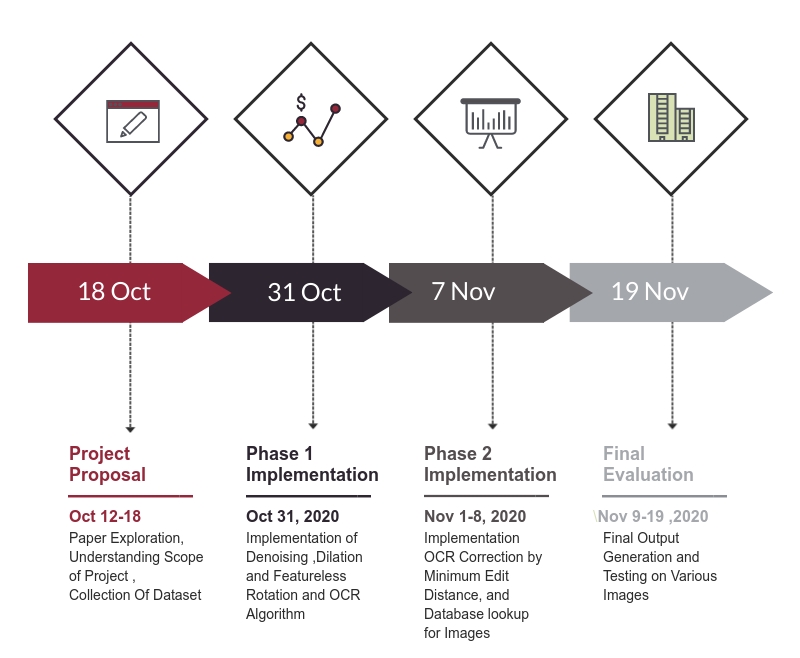 $
18 Oct
31 Oct
7 Nov
19 Nov
Project
Proposal
Oct 12-18
Paper Exploration,
Understanding Scope
of Project ,
Collection Of Dataset
Phase 1
Implementation
Oct 31, 2020
Implementation of
Denoising ,Dilation
and Featureless
Rotation and OCR
Algorithm
Phase 2
Implementation
Nov 1-8, 2020
Implementation
OCR Correction by
Minimum Edit
Distance, and
Database lookup
for Images
Final
Evaluation
\Nov 9-19 ,2020
Final Output
Generation and
Testing on Various
Images